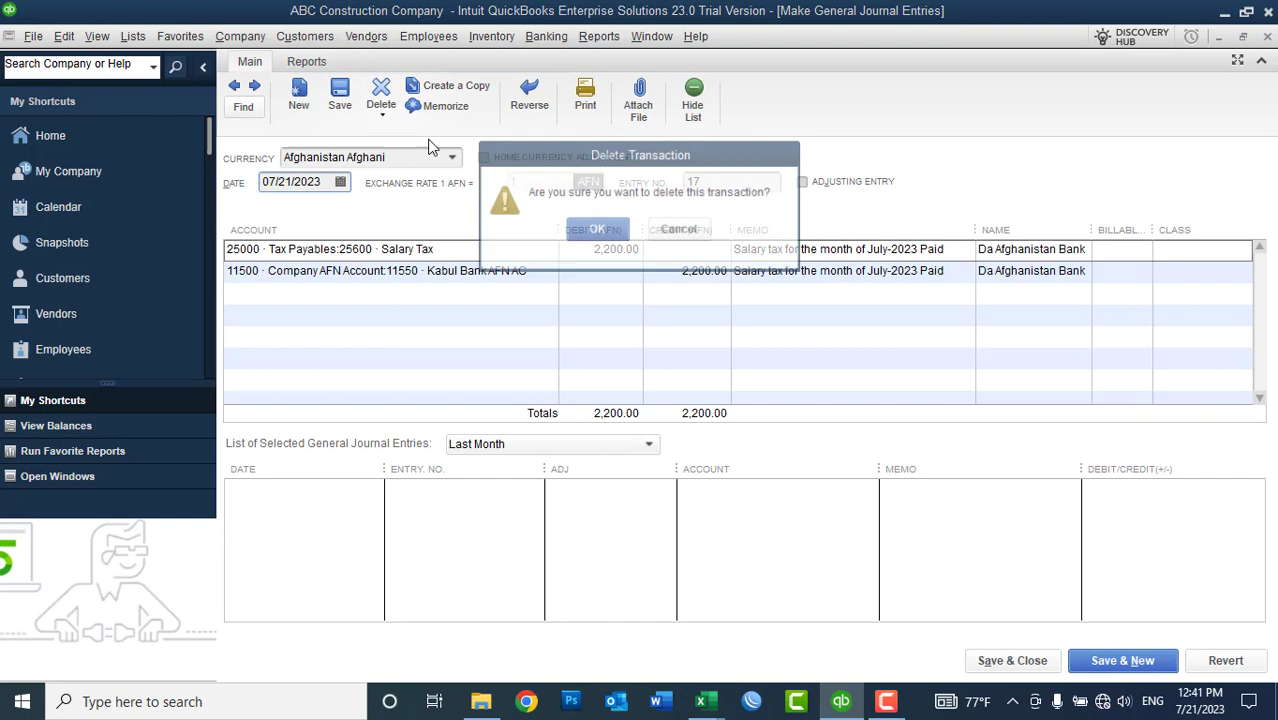 ABC Construction Company - Intuit QuickBooks Enterprise Solutions 23.0 Trial Version - [Make General Journal Entries]
File Edit View Lists Favorites Company Customers Vendors Employees Inventory Banking Reports Window Help DISCOVERY HUB
Search Company or Help
My Shortcuts
Home
My Company
Calendar
Snapshots
Customers
Vendors
Employees
My Shortcuts
View Balances
Run Favorite Reports
Open Windows
Main Reports
Find New Save Delete Create a Copy Memorize Reverse Print Attach File Hide List
CURRENCY Afghanistan Afghani HOME CURRENCY
DATE 07/21/2023 EXCHANGE RATE 1 AFN = 1 AFN ENTRY NO. 17 ADJUSTING ENTRY
Delete Transaction
Are you sure you want to delete this transaction?
OK Cancel
ACCOUNT MEMO NAME BILLABL... CLASS
25000 · Tax Payables:25600 · Salary Tax 2,200.00 Salary tax for the month of July-2023 Paid Da Afghanistan Bank
11500 · Company AFN Account:11550 · Kabul Bank AFN AC 2,200.00 Salary tax for the month of July-2023 Paid Da Afghanistan Bank
Totals 2,200.00 2,200.00
List of Selected General Journal Entries: Last Month
DATE ENTRY. NO. ADJ ACCOUNT MEMO DEBIT/CREDIT(+/-)
Save & Close Save & New Revert
Type here to search
77°F ENG 12:41 PM
7/21/2023